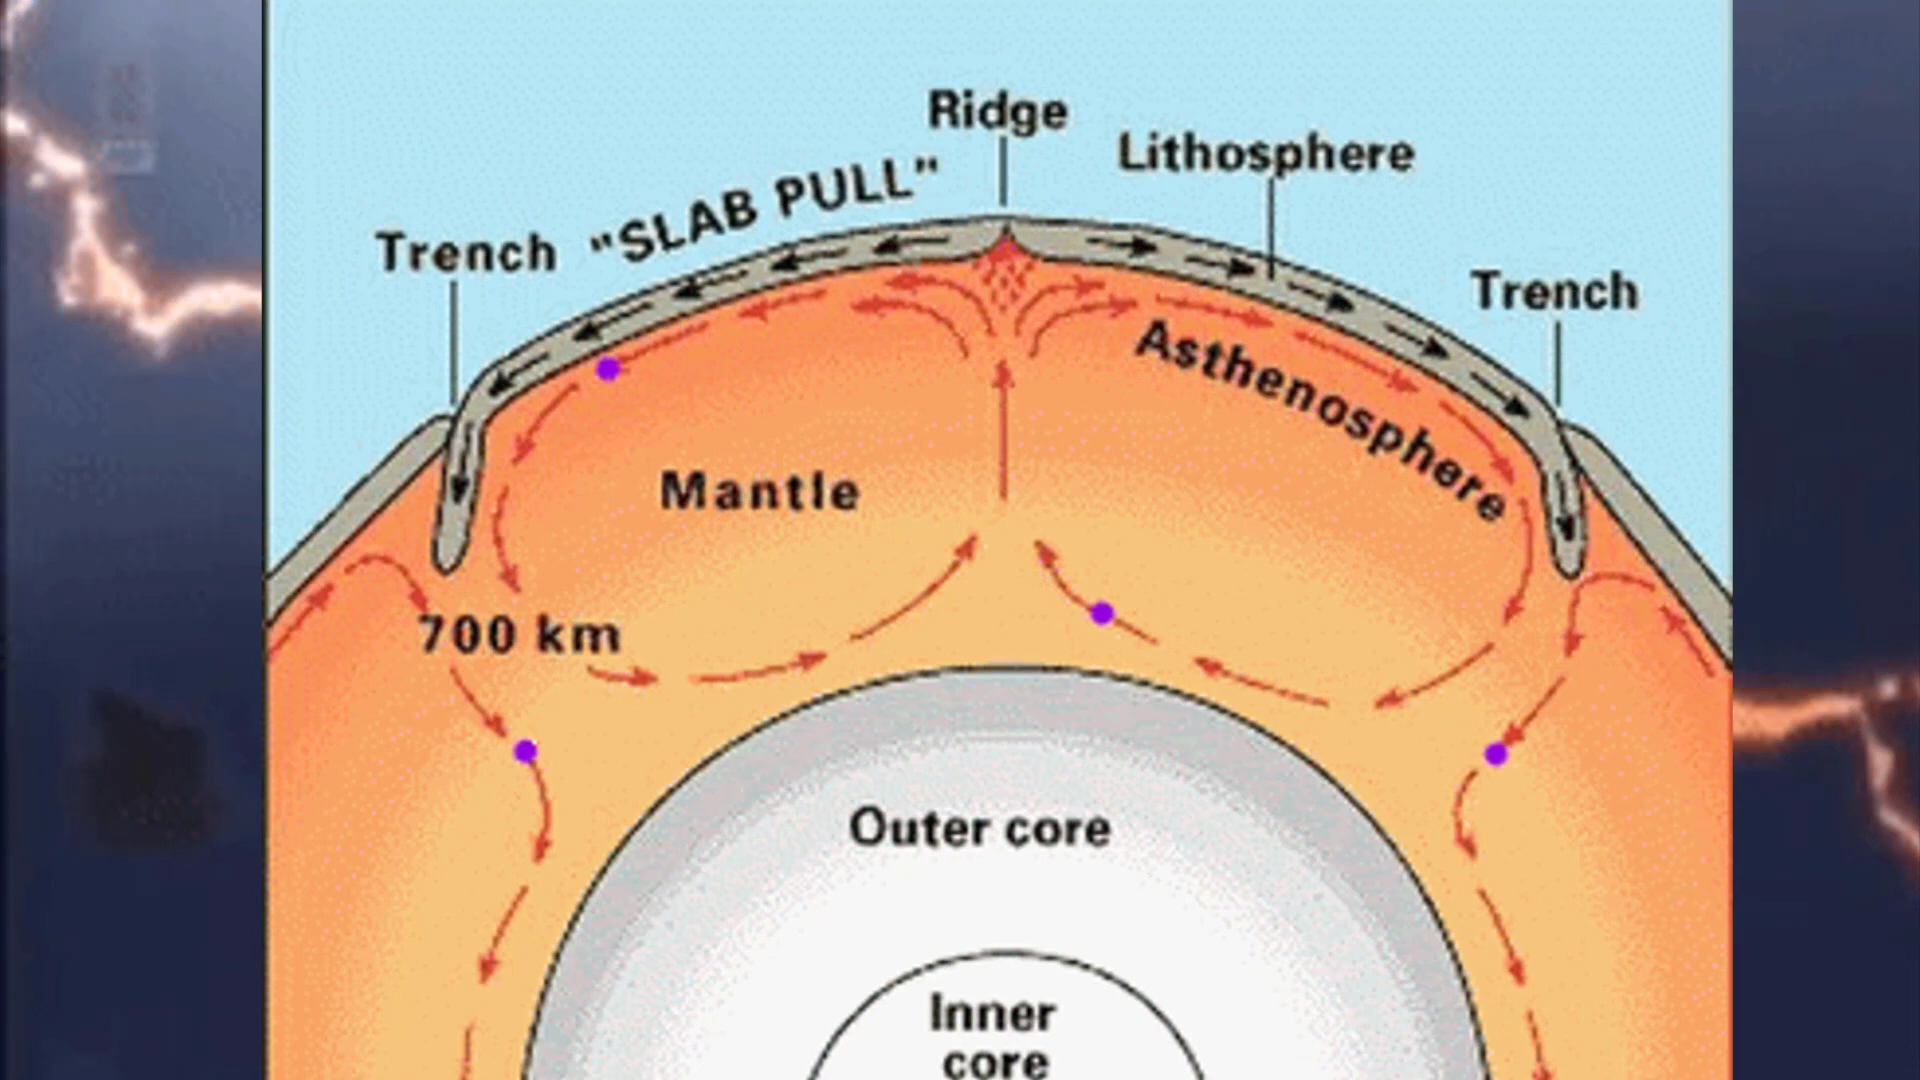 Ridge
Lithosphere
"SLAB PULL"
Trench
Trench
Asthenosphere
Mantle
700 km
Outer core
Inner
core